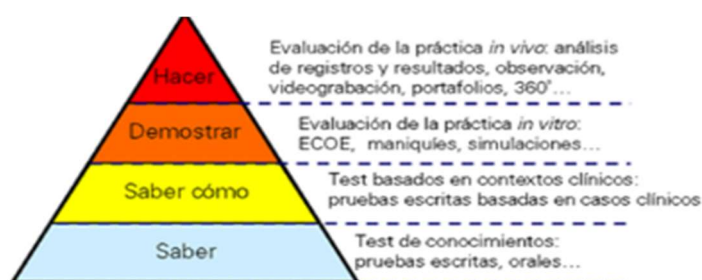 Hacer
Evaluación de la práctica in vivo: análisis
de registros y resultados, observación,
videograbación, portafolios, 360°...
Demostrar
Evaluación de la práctica in vitro:
ECOE, maniquíes, simulaciones...
Saber cómo
Test basados en contextos clínicos:
pruebas escritas basadas en casos clínicos
Saber
Test de conocimientos:
pruebas escritas, orales...